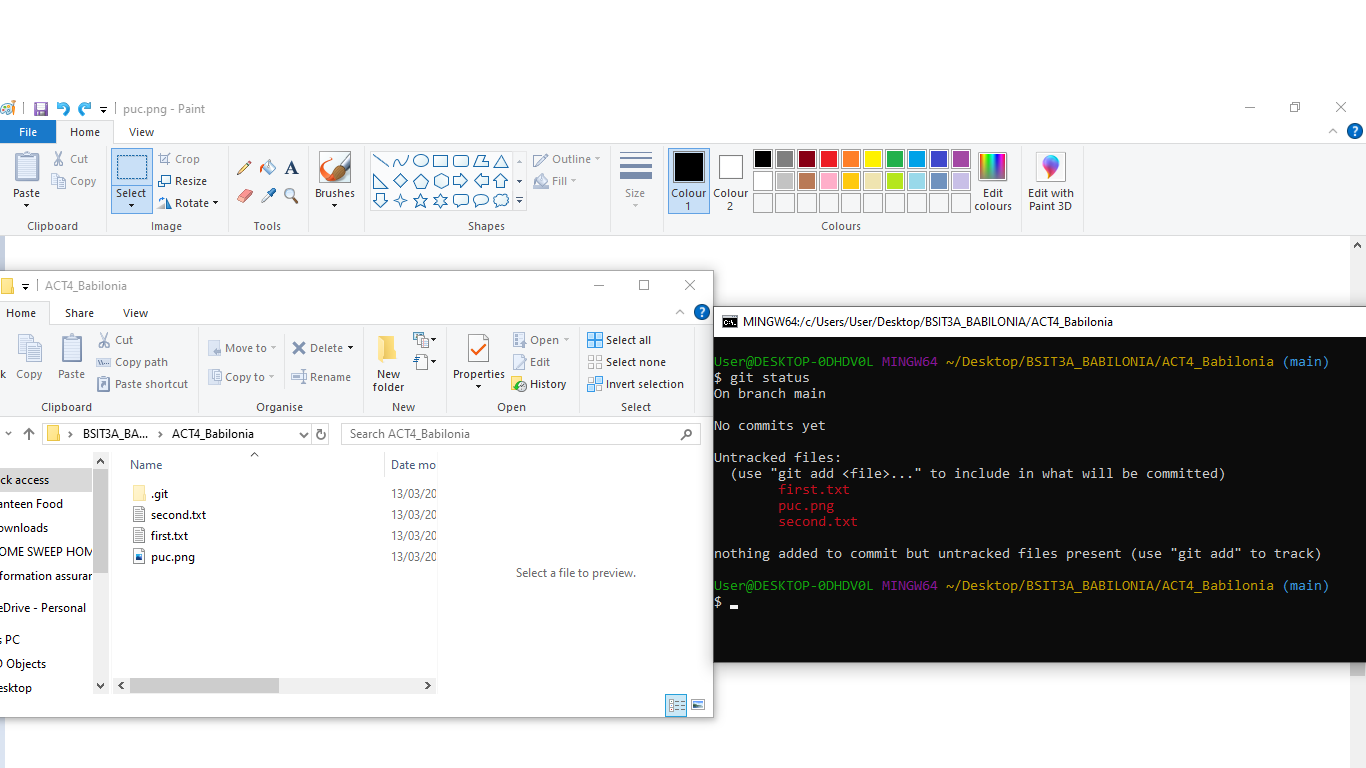 puc.png - Paint
File Home View
Paste Cut Copy Clipboard
Select Crop Resize Rotate Image
A
Tools
Brushes
Shapes Outline Fill
Size
Colour 1 Colour 2 Edit colours Colours
Edit with Paint 3D
ACT4_Babilonia
Home Share View
k Copy Paste Cut Copy path Paste shortcut Clipboard
Move to Copy to Delete Rename Organise
New folder New
Properties Open Edit History Open
Select all Select none Invert selection Select
BSIT3A_BA... ACT4_Babilonia Search ACT4_Babilonia
Name Date mo
ck access
anteen Food
ownloads
OME SWEEP HOM
formation assuran
eDrive - Personal
s PC
D Objects
esktop
.git 13/03/20
second.txt 13/03/20
first.txt 13/03/20
puc.png 13/03/20
Select a file to preview.
MINGW64:/c/Users/User/Desktop/BSIT3A_BABILONIA/ACT4_Babilonia
User@DESKTOP-0DHDV0L MINGW64 ~/Desktop/BSIT3A_BABILONIA/ACT4_Babilonia (main)
$ git status
On branch main
No commits yet
Untracked files:
(use "git add <file>..." to include in what will be committed)
first.txt
puc.png
second.txt
nothing added to commit but untracked files present (use "git add" to track)
User@DESKTOP-0DHDV0L MINGW64 ~/Desktop/BSIT3A_BABILONIA/ACT4_Babilonia (main)
$